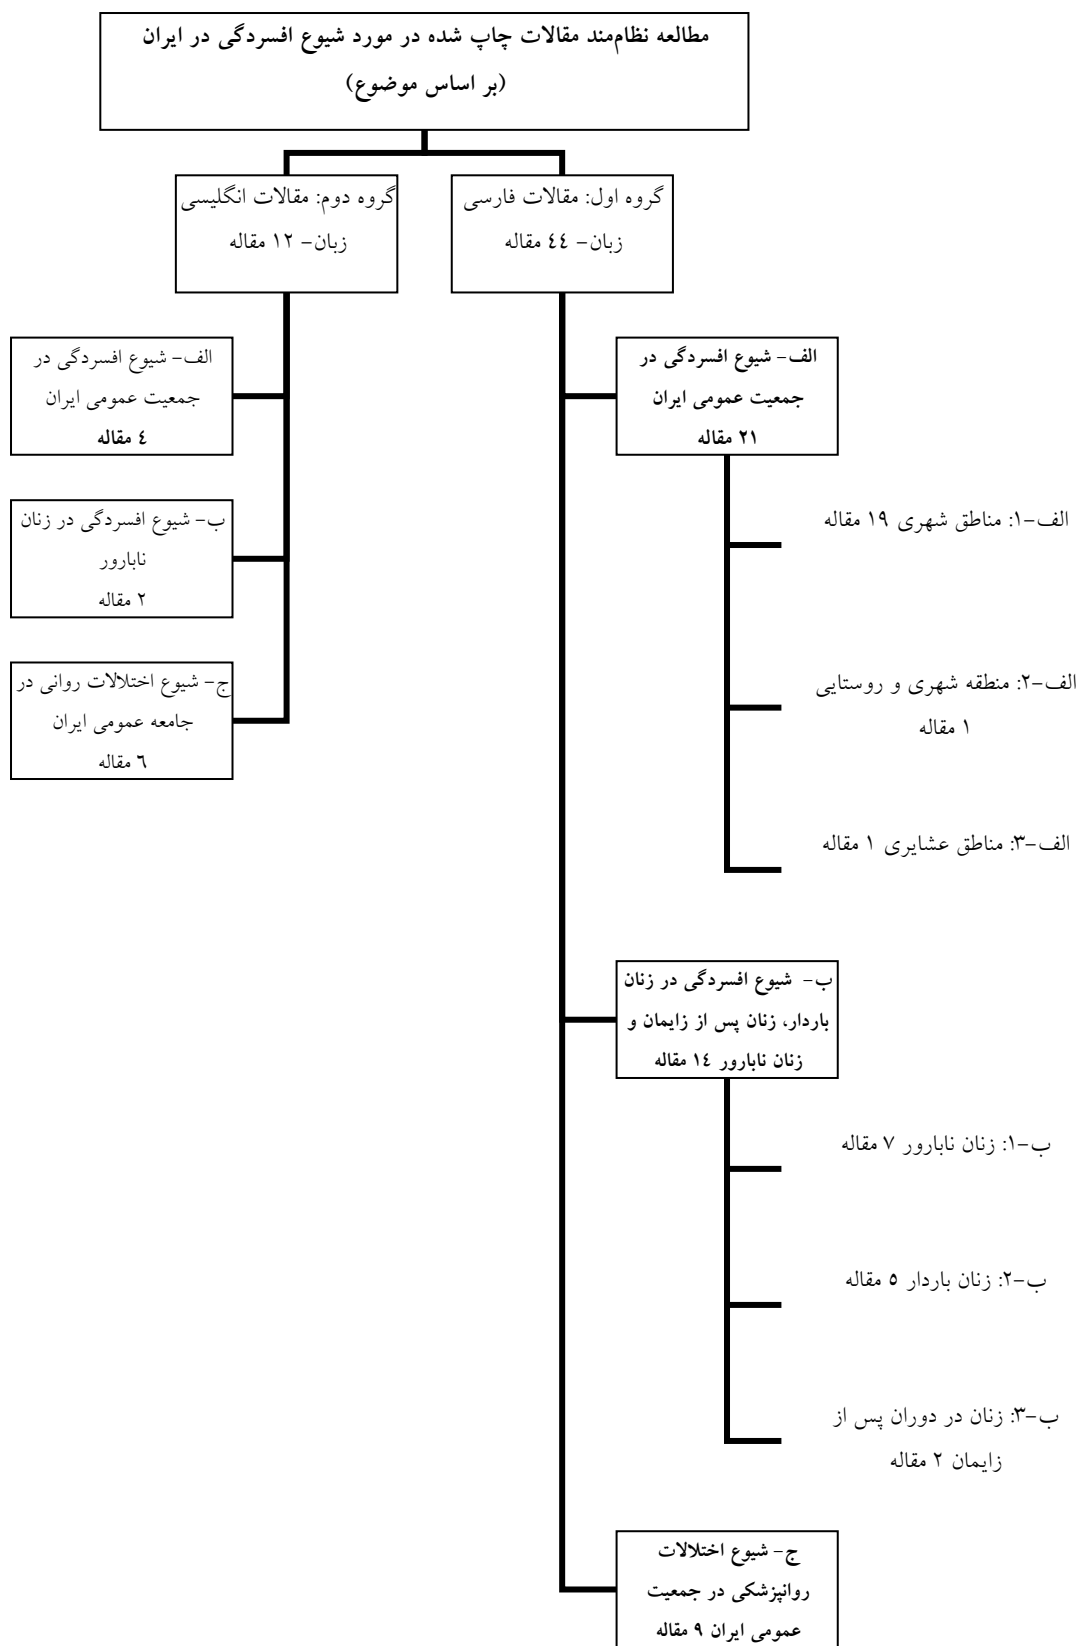 مطالعه نظام‌مند مقالات چاپ شده در مورد شیوع افسردگی در ایران
(بر اساس موضوع)
گروه اول: مقالات فارسی
زبان- ٤٤ مقاله
الف- شیوع افسردگی در
جمعیت عمومی ایران
۲۱ مقاله
الف-۱: مناطق شهری ۱۹ مقاله
الف-۲: منطقه شهری و روستایی
۱ مقاله
الف-۳: مناطق عشایری ۱ مقاله
ب- شیوع افسردگی در زنان
باردار، زنان پس از زایمان و
زنان نابارور ۱٤ مقاله
ب-۱: زنان نابارور ۷ مقاله
ب-۲: زنان باردار ٥ مقاله
ب-۳: زنان در دوران پس از
زایمان ۲ مقاله
ج- شیوع اختلالات
روانپزشکی در جمعیت
عمومی ایران ۹ مقاله
گروه دوم: مقالات انگلیسی
زبان- ۱۲ مقاله
الف- شیوع افسردگی در
جمعیت عمومی ایران
٤ مقاله
ب- شیوع افسردگی در زنان
نابارور
۲ مقاله
ج- شیوع اختلالات روانی در
جامعه عمومی ایران
٦ مقاله